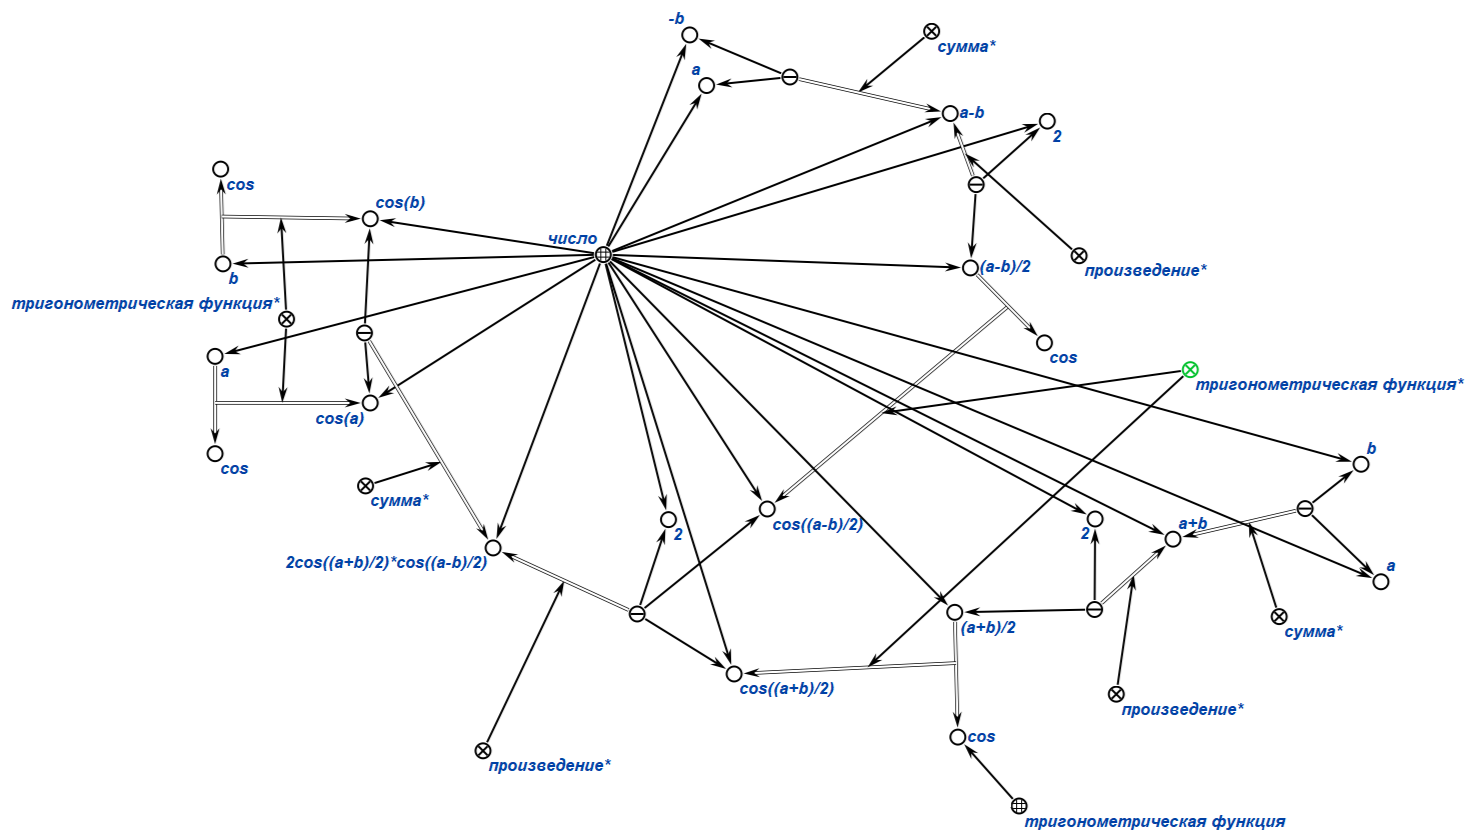 -b
сумма*
a
a-b
2
cos
cos(b)
число
b
(a-b)/2
произведение*
тригонометрическая функция*
cos
a
тригонометрическая функция*
cos(a)
b
cos
сумма*
2
cos((a-b)/2)
2
a+b
2cos((a+b)/2)*cos((a-b)/2)
a
(a+b)/2
сумма*
cos((a+b)/2)
произведение*
cos
произведение*
тригонометрическая функция